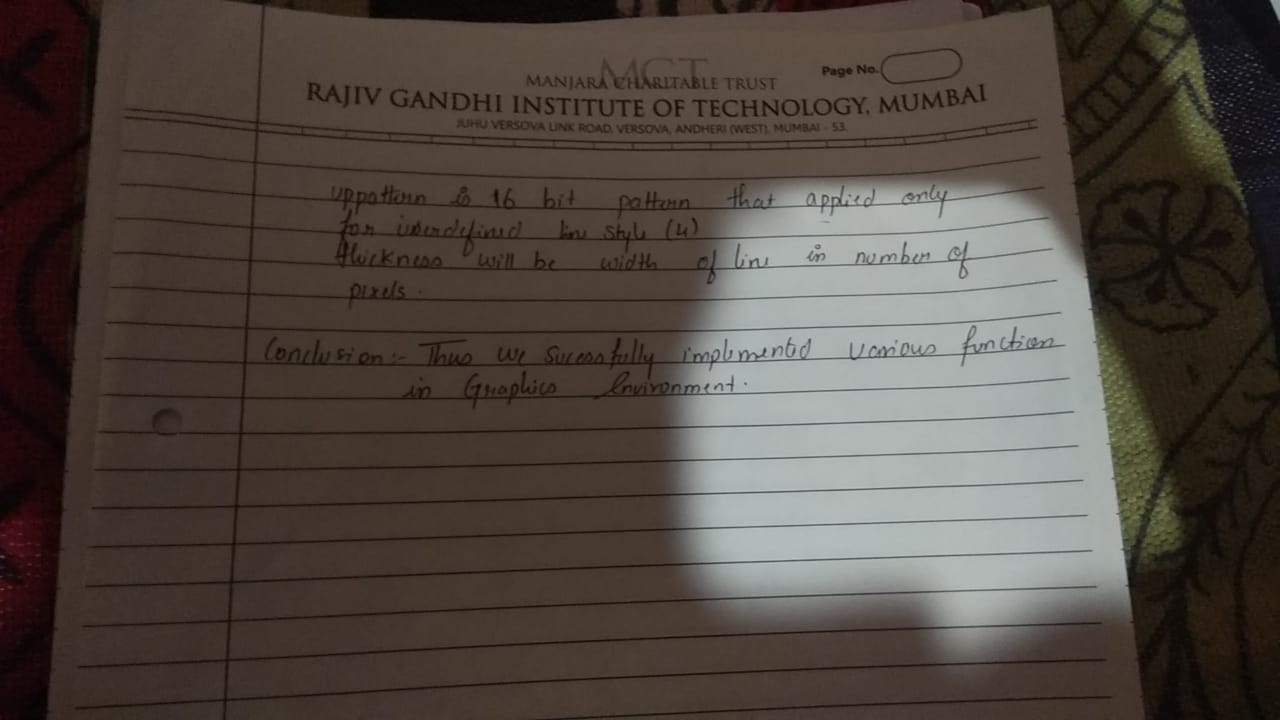 MCT
MANJARA CHARITABLE TRUST
Page No.
RAJIV GANDHI INSTITUTE OF TECHNOLOGY, MUMBAI
JUHU VERSOVA LINK ROAD, VERSOVA, ANDHERI (WEST), MUMBAI - 53.
uppattern is 16 bit pattern that applied only
for userdefined line style (4)
thickness will be width of line in number of
pixels.
Conclusion:- Thus we sucessfully implemented various function
in Graphics Environment.